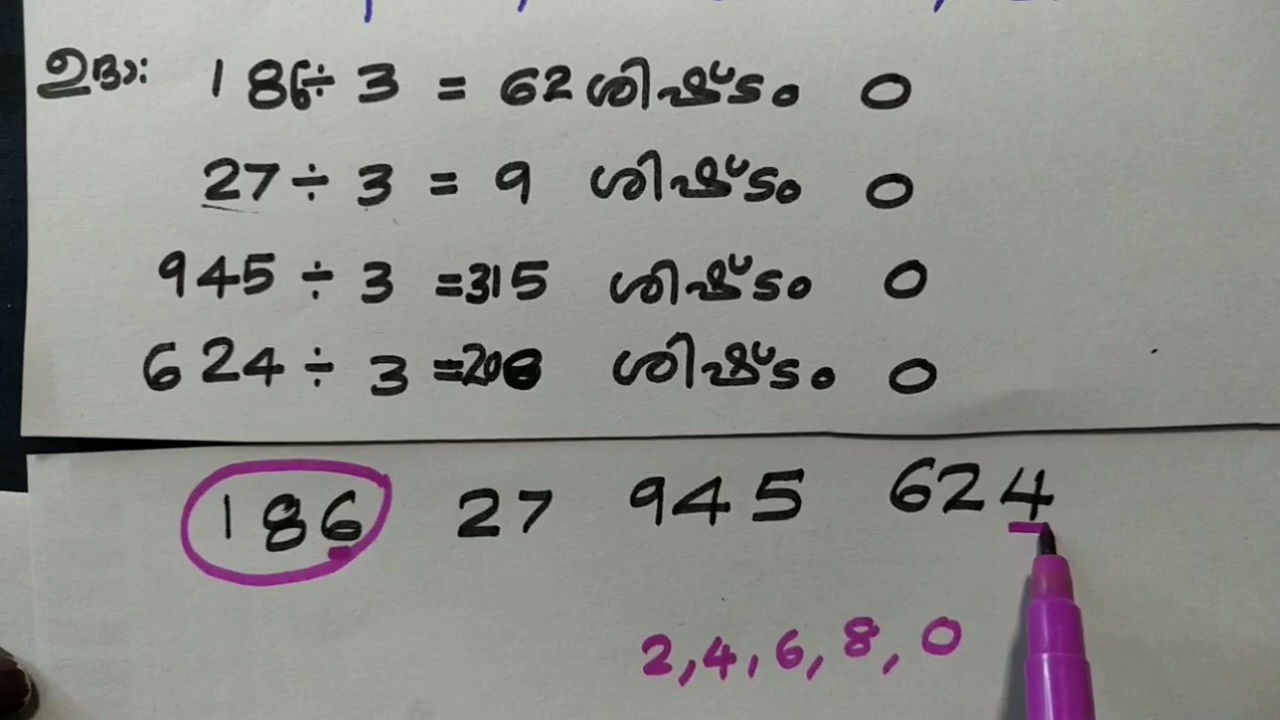 ഉദാ: 186 ÷ 3 = 62 ശിഷ്ടം 0
27 ÷ 3 = 9 ശിഷ്ടം 0
945 ÷ 3 = 315 ശിഷ്ടം 0
624 ÷ 3 = 208 ശിഷ്ടം 0
186 27 945 624
2, 4, 6, 8, 0